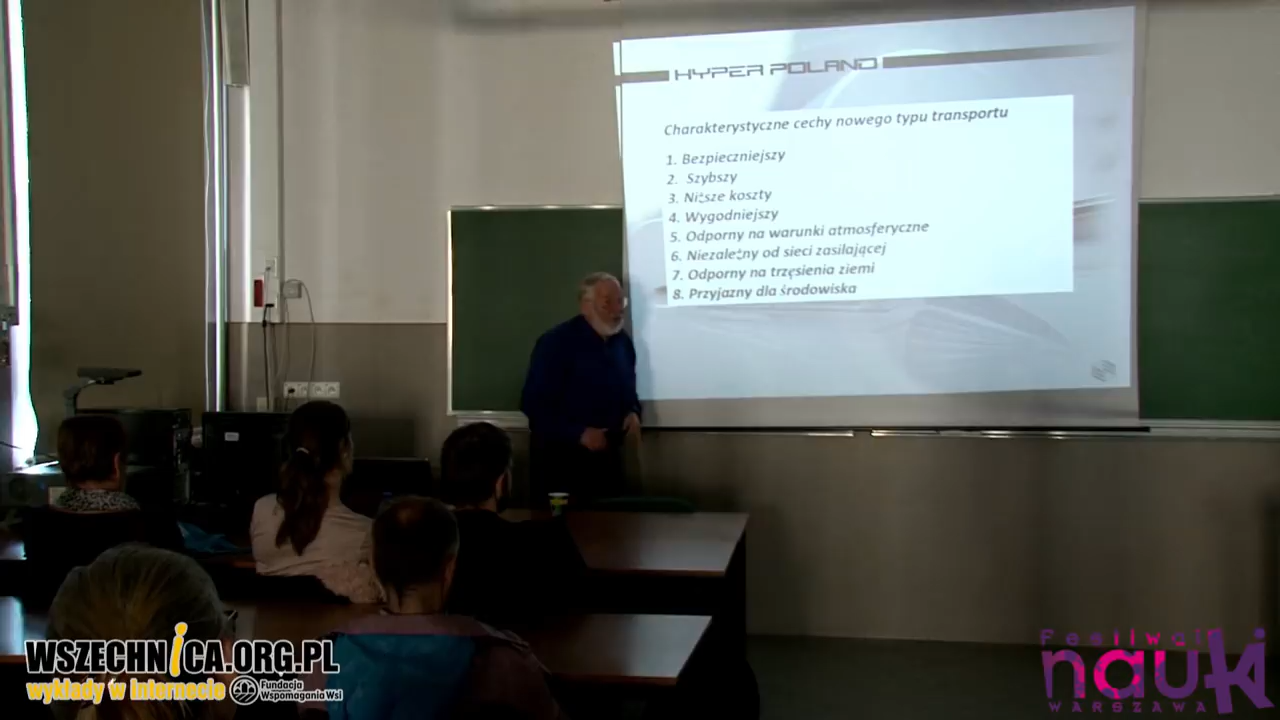 HYPER POLAND
Charakterystyczne cechy nowego typu transportu
1. Bezpieczniejszy
2. Szybszy
3. Niższe koszty
4. Wygodniejszy
5. Odporny na warunki atmosferyczne
6. Niezależny od sieci zasilającej
7. Odporny na trzęsienia ziemi
8. Przyjazny dla środowiska
WSZECHNICA.ORG.PL
wykłady w internecie
Fundacja
Wspomagania Wsi
Festiwal
nauki
WARSZAWA